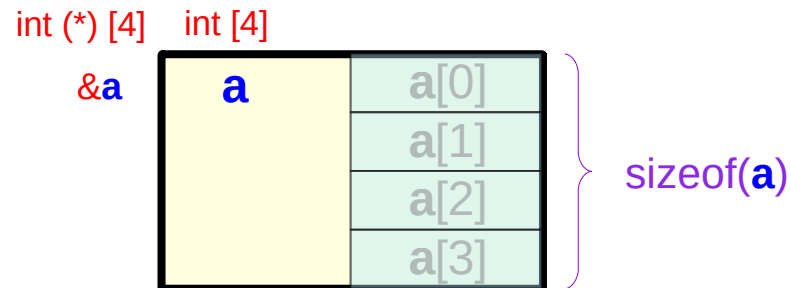 int (*) [4] int [4]
&a a a[0]
a[1]
sizeof(a)
a[2]
a[3]